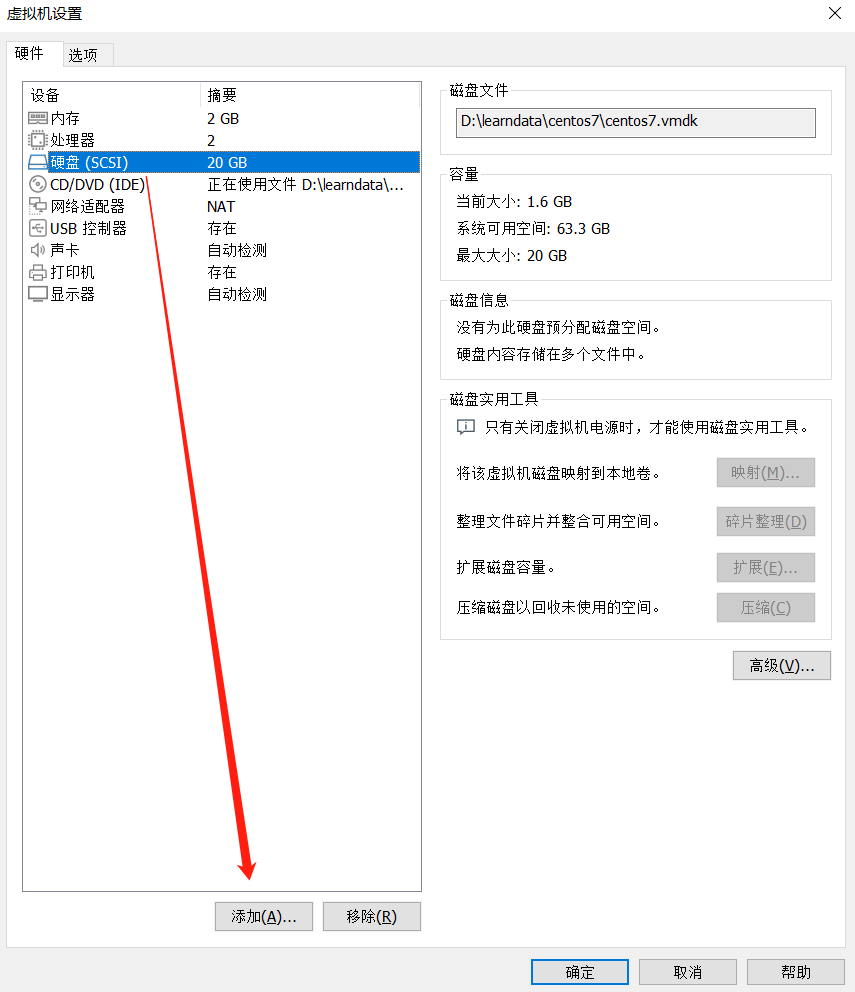 虚拟机设置
硬件 选项
设备 摘要
内存 2 GB
处理器 2
硬盘 (SCSI) 20 GB
CD/DVD (IDE) 正在使用文件 D:\learndata\...
网络适配器 NAT
USB 控制器 存在
声卡 自动检测
打印机 存在
显示器 自动检测
添加(A)... 移除(R)
磁盘文件
D:\learndata\centos7\centos7.vmdk
容量
当前大小: 1.6 GB
系统可用空间: 63.3 GB
最大大小: 20 GB
磁盘信息
没有为此硬盘预分配磁盘空间。
硬盘内容存储在多个文件中。
磁盘实用工具
只有关闭虚拟机电源时，才能使用磁盘实用工具。
将该虚拟机磁盘映射到本地卷。 映射(M)...
整理文件碎片并整合可用空间。 碎片整理(D)
扩展磁盘容量。 扩展(E)...
压缩磁盘以回收未使用的空间。 压缩(C)
高级(V)...
确定 取消 帮助